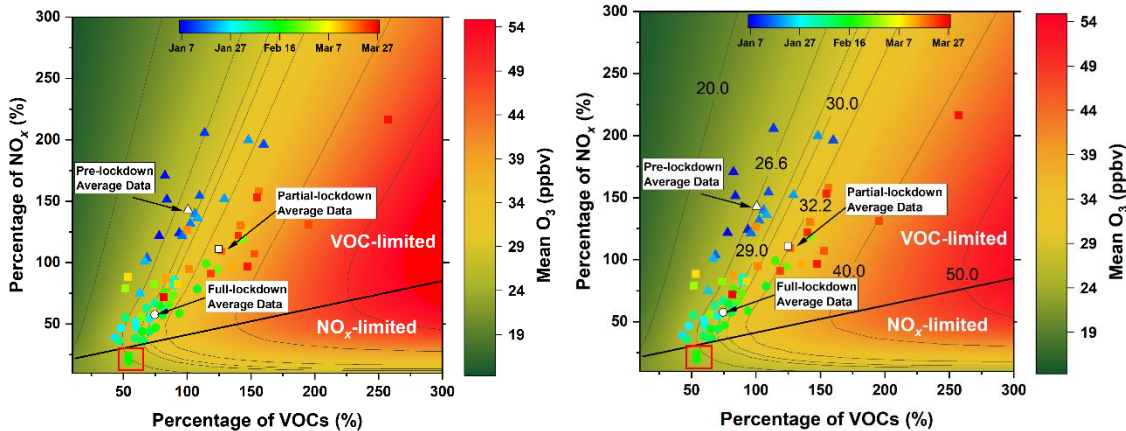 300
250
200
150
100
50
Percentage of NOx (%)
Jan 7 Jan 27 Feb 16 Mar 7 Mar 27
Pre-lockdown
Average Data
Partial-lockdown
Average Data
VOC-limited
Full-lockdown
Average Data
NOx-limited
50 100 150 200 250 300
Percentage of VOCs (%)
54
49
44
39
34
29
24
19
Mean O3 (ppbv)
300
250
200
150
100
50
Percentage of NOx (%)
Jan 7 Jan 27 Feb 16 Mar 7 Mar 27
20.0
30.0
26.6
Pre-lockdown
Average Data
Partial-lockdown
Average Data
32.2
VOC-limited
29.0
40.0
50.0
Full-lockdown
Average Data
NOx-limited
50 100 150 200 250 300
Percentage of VOCs (%)
54
49
44
39
34
29
24
19
Mean O3 (ppbv)